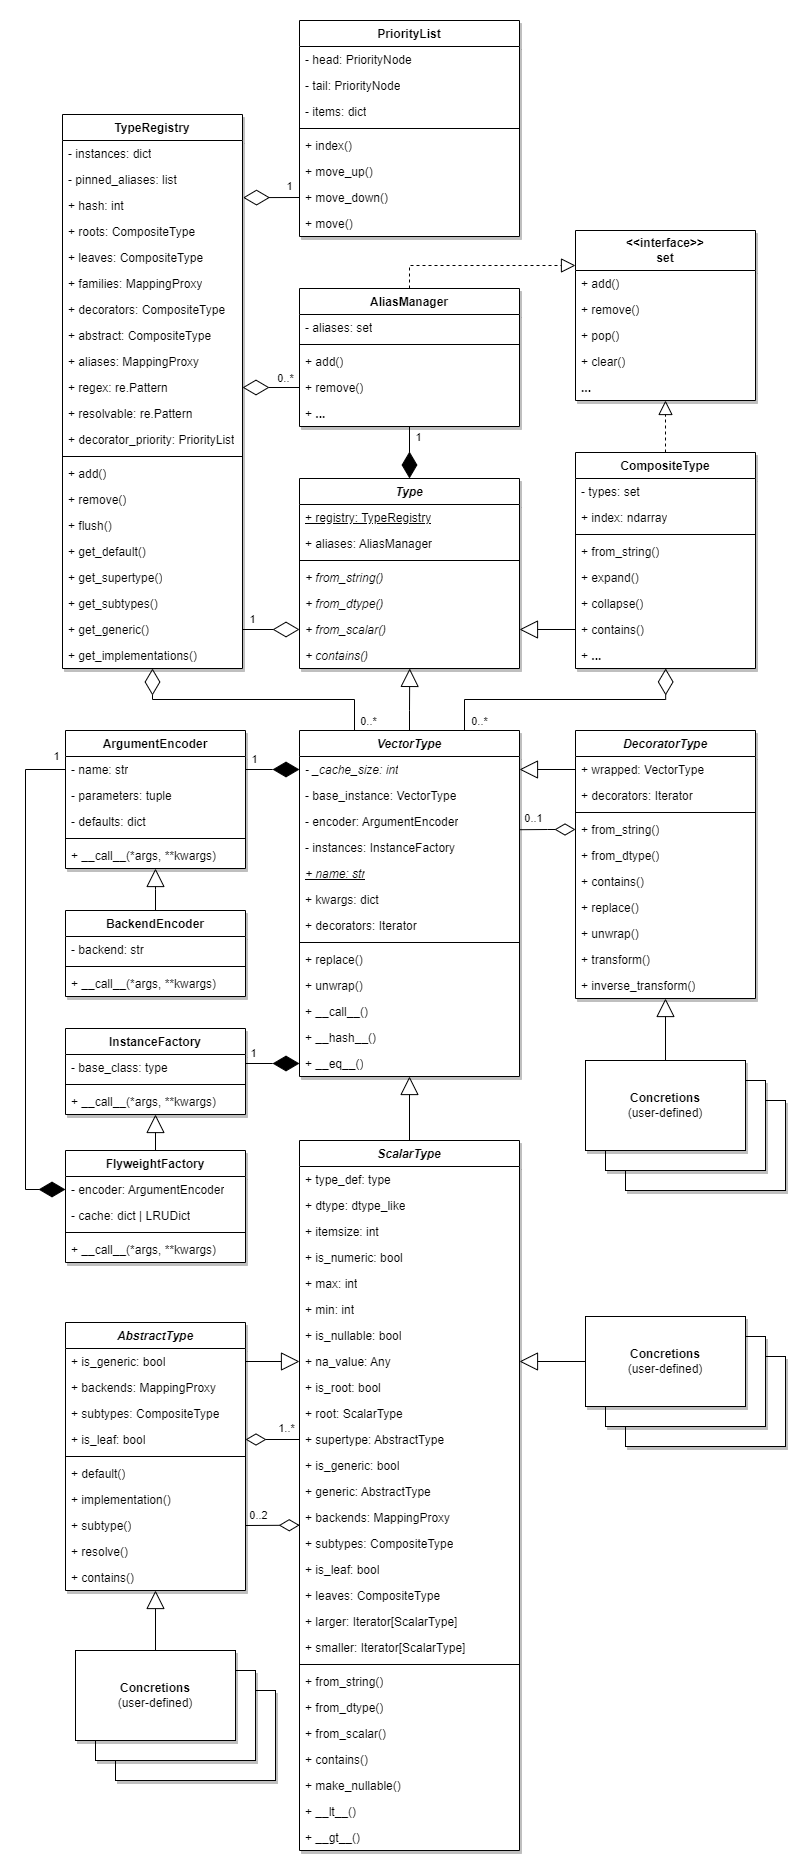 PriorityList
- head: PriorityNode
- tail: PriorityNode
- items: dict
+ index()
+ move_up()
+ move_down()
+ move()
TypeRegistry
- instances: dict
- pinned_aliases: list
+ hash: int
+ roots: CompositeType
+ leaves: CompositeType
+ families: MappingProxy
+ decorators: CompositeType
+ abstract: CompositeType
+ aliases: MappingProxy
+ regex: re.Pattern
+ resolvable: re.Pattern
+ decorator_priority: PriorityList
+ add()
+ remove()
+ flush()
+ get_default()
+ get_supertype()
+ get_subtypes()
+ get_generic()
+ get_implementations()
1
0..*
1
0..*
<<interface>>
set
+ add()
+ remove()
+ pop()
+ clear()
...
AliasManager
- aliases: set
+ add()
+ remove()
+ ...
1
Type
+ registry: TypeRegistry
+ aliases: AliasManager
+ from_string()
+ from_dtype()
+ from_scalar()
+ contains()
CompositeType
- types: set
+ index: ndarray
+ from_string()
+ expand()
+ collapse()
+ contains()
+ ...
0..*
ArgumentEncoder
- name: str
- parameters: tuple
- defaults: dict
+ __call__(*args, **kwargs)
1
1
VectorType
- _cache_size: int
- base_instance: VectorType
- encoder: ArgumentEncoder
- instances: InstanceFactory
+ name: str
+ kwargs: dict
+ decorators: Iterator
+ replace()
+ unwrap()
+ __call__()
+ __hash__()
+ __eq__()
DecoratorType
+ wrapped: VectorType
+ decorators: Iterator
+ from_string()
+ from_dtype()
+ contains()
+ replace()
+ unwrap()
+ transform()
+ inverse_transform()
0..1
BackendEncoder
- backend: str
+ __call__(*args, **kwargs)
InstanceFactory
- base_class: type
+ __call__(*args, **kwargs)
1
Concretions
(user-defined)
FlyweightFactory
- encoder: ArgumentEncoder
- cache: dict | LRUDict
+ __call__(*args, **kwargs)
ScalarType
+ type_def: type
+ dtype: dtype_like
+ itemsize: int
+ is_numeric: bool
+ max: int
+ min: int
+ is_nullable: bool
+ na_value: Any
+ is_root: bool
+ root: ScalarType
+ supertype: AbstractType
+ is_generic: bool
+ generic: AbstractType
+ backends: MappingProxy
+ subtypes: CompositeType
+ is_leaf: bool
+ leaves: CompositeType
+ larger: Iterator[ScalarType]
+ smaller: Iterator[ScalarType]
+ from_string()
+ from_dtype()
+ from_scalar()
+ contains()
+ make_nullable()
+ __lt__()
+ __gt__()
Concretions
(user-defined)
AbstractType
+ is_generic: bool
+ backends: MappingProxy
+ subtypes: CompositeType
+ is_leaf: bool
+ default()
+ implementation()
+ subtype()
+ resolve()
+ contains()
1..*
0..2
Concretions
(user-defined)